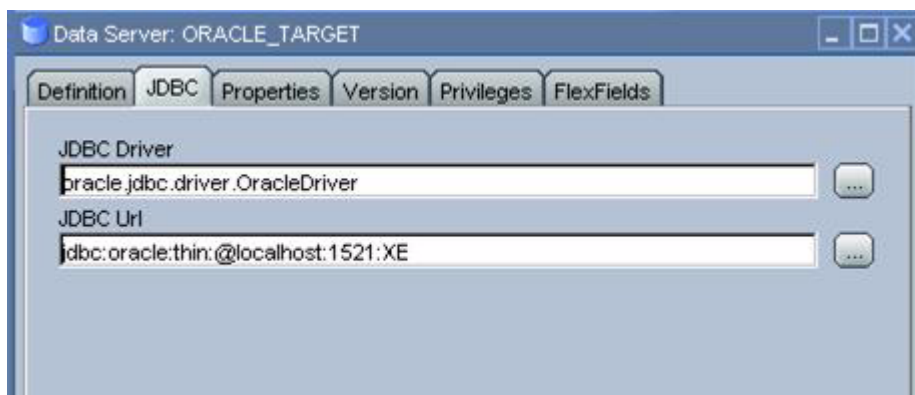 Data Server: ORACLE_TARGET
Definition JDBC Properties Version Privileges FlexFields
JDBC Driver
oracle.jdbc.driver.OracleDriver
...
JDBC Url
jdbc:oracle:thin:@localhost:1521:XE
...